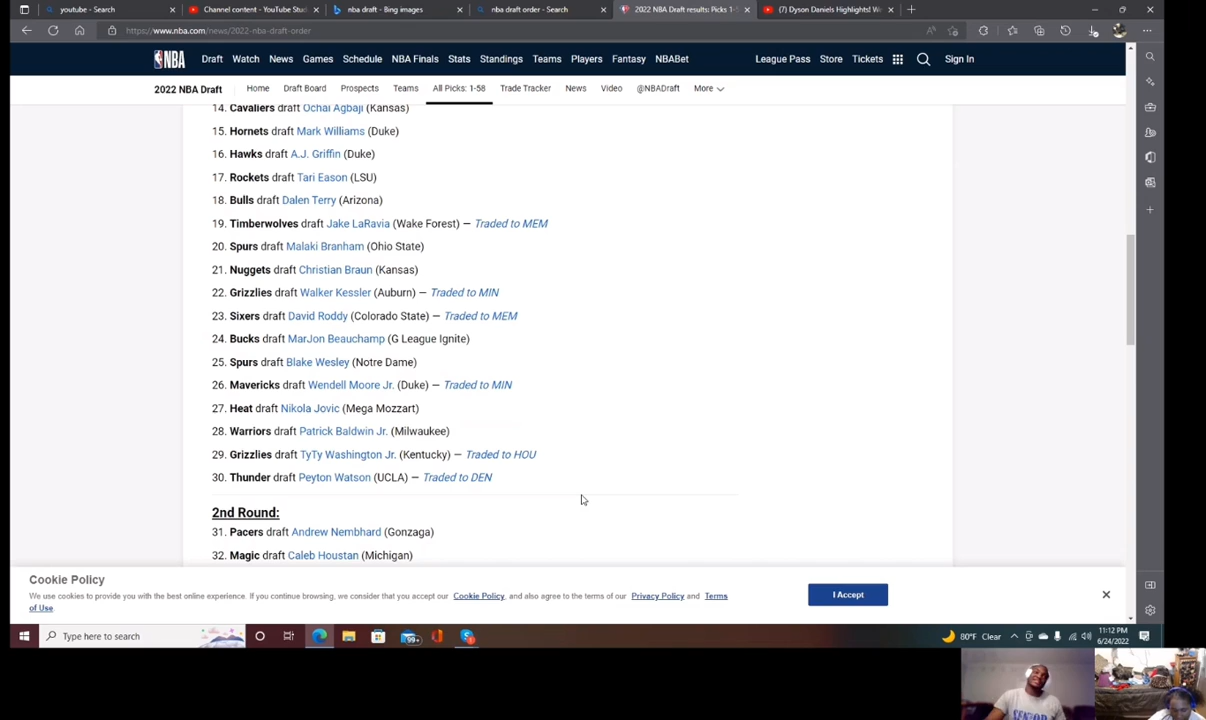 youtube - Search
Channel content - YouTube Stud
nba draft - Bing images
nba draft order - Search
2022 NBA Draft results: Picks 1-5
(7) Dyson Daniels Highlights! We
https://www.nba.com/news/2022-nba-draft-order
NBA Draft Watch News Games Schedule NBA Finals Stats Standings Teams Players Fantasy NBABet League Pass Store Tickets Sign In
2022 NBA Draft Home Draft Board Prospects Teams All Picks: 1-58 Trade Tracker News Video @NBADraft More
14. Cavaliers draft Ochai Agbaji (Kansas)
15. Hornets draft Mark Williams (Duke)
16. Hawks draft A.J. Griffin (Duke)
17. Rockets draft Tari Eason (LSU)
18. Bulls draft Dalen Terry (Arizona)
19. Timberwolves draft Jake LaRavia (Wake Forest) — Traded to MEM
20. Spurs draft Malaki Branham (Ohio State)
21. Nuggets draft Christian Braun (Kansas)
22. Grizzlies draft Walker Kessler (Auburn) — Traded to MIN
23. Sixers draft David Roddy (Colorado State) — Traded to MEM
24. Bucks draft MarJon Beauchamp (G League Ignite)
25. Spurs draft Blake Wesley (Notre Dame)
26. Mavericks draft Wendell Moore Jr. (Duke) — Traded to MIN
27. Heat draft Nikola Jovic (Mega Mozzart)
28. Warriors draft Patrick Baldwin Jr. (Milwaukee)
29. Grizzlies draft TyTy Washington Jr. (Kentucky) — Traded to HOU
30. Thunder draft Peyton Watson (UCLA) — Traded to DEN
2nd Round:
31. Pacers draft Andrew Nembhard (Gonzaga)
32. Magic draft Caleb Houstan (Michigan)
Cookie Policy
We use cookies to provide you with the best online experience. If you continue browsing, we consider that you accept our Cookie Policy, and also agree to the terms of our Privacy Policy and Terms
of Use.
I Accept
Type here to search
99+
80°F Clear
11:12 PM
6/24/2022
SENIOR